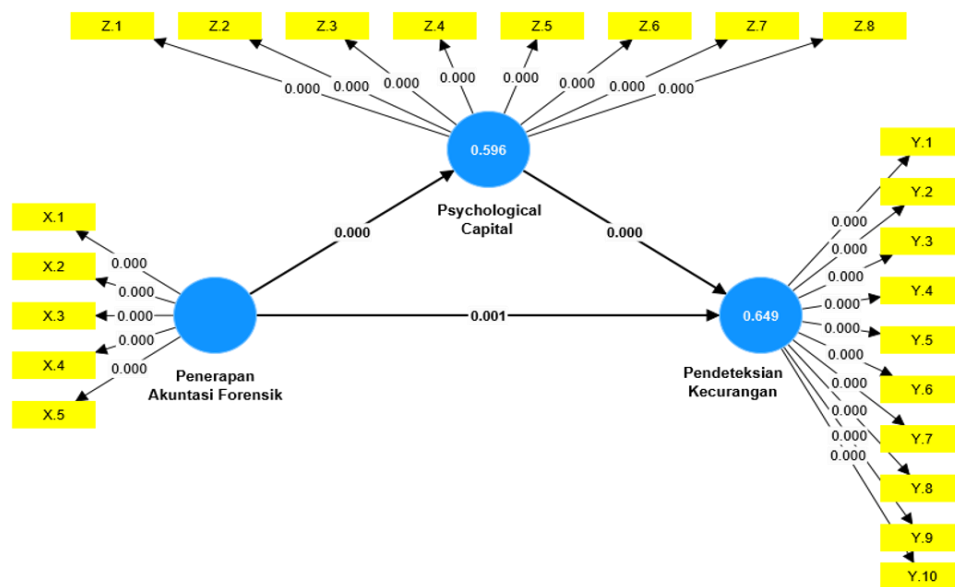 Z.1 Z.2 Z.3 Z.4 Z.5 Z.6 Z.7 Z.8
0.000 0.000 0.000 0.000 0.000 0.000 0.000 0.000
0.596
Psychological
Capital
X.1
X.2
X.3
X.4
X.5
0.000
0.000
0.000
0.000
0.000
Penerapan
Akuntasi Forensik
0.000
0.000
0.001
0.649
Pendeteksian
Kecurangan
0.000
0.000
0.000
0.000
0.000
0.000
0.000
0.000
0.000
0.000
Y.1
Y.2
Y.3
Y.4
Y.5
Y.6
Y.7
Y.8
Y.9
Y.10